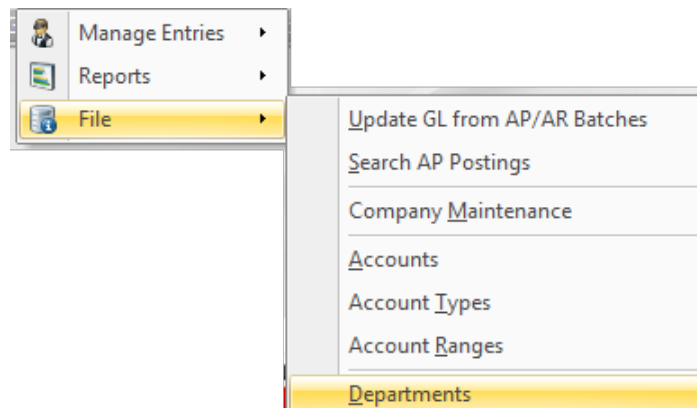 Manage Entries
Reports
File
Update GL from AP/AR Batches
Search AP Postings
Company Maintenance
Accounts
Account Types
Account Ranges
Departments